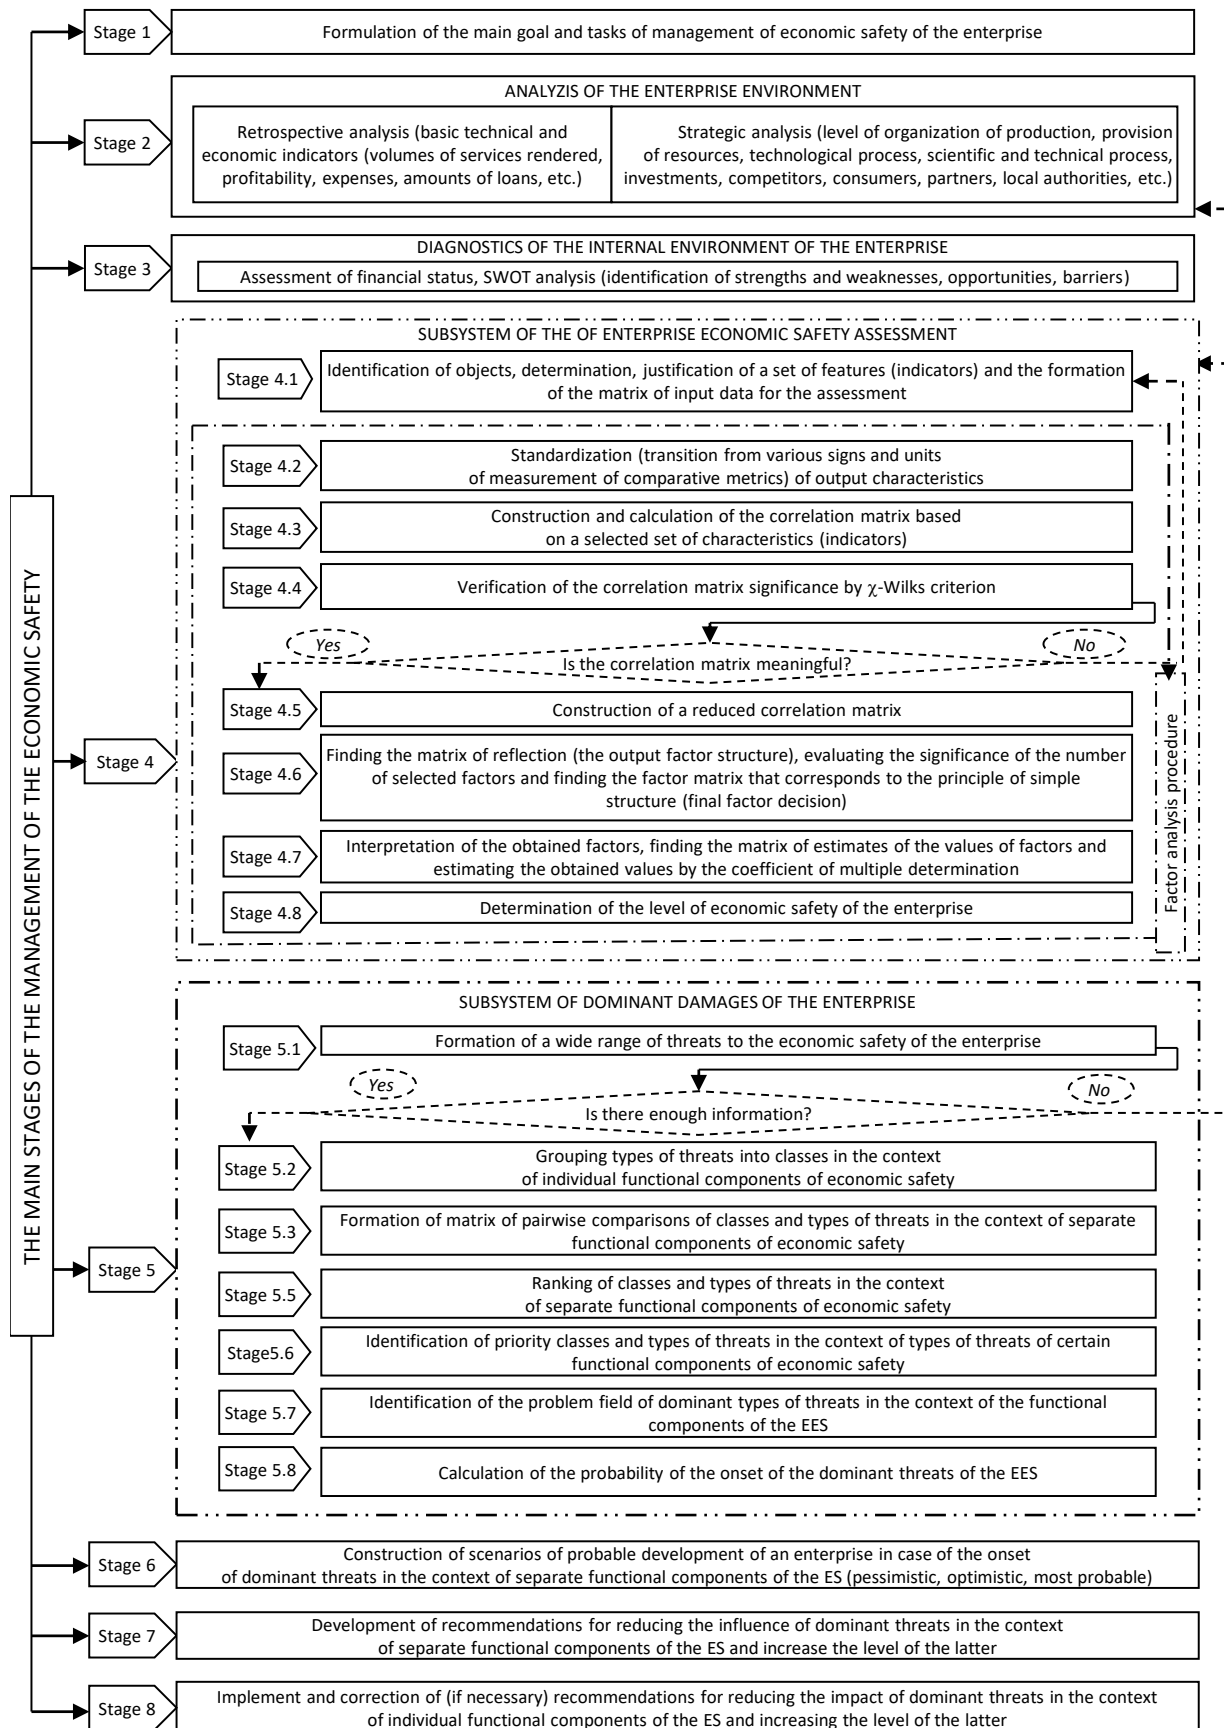 THE MAIN STAGES OF THE MANAGEMENT OF THE ECONOMIC SAFETY
Stage 1
Formulation of the main goal and tasks of management of economic safety of the enterprise
Stage 2
ANALYZIS OF THE ENTERPRISE ENVIRONMENT
Retrospective analysis (basic technical and
economic indicators (volumes of services rendered,
profitability, expenses, amounts of loans, etc.)
Strategic analysis (level of organization of production, provision
of resources, technological process, scientific and technical process,
investments, competitors, consumers, partners, local authorities, etc.)
Stage 3
DIAGNOSTICS OF THE INTERNAL ENVIRONMENT OF THE ENTERPRISE
Assessment of financial status, SWOT analysis (identification of strengths and weaknesses, opportunities, barriers)
Stage 4
SUBSYSTEM OF THE OF ENTERPRISE ECONOMIC SAFETY ASSESSMENT
Stage 4.1
Identification of objects, determination, justification of a set of features (indicators) and the formation
of the matrix of input data for the assessment
Stage 4.2
Standardization (transition from various signs and units
of measurement of comparative metrics) of output characteristics
Stage 4.3
Construction and calculation of the correlation matrix based
on a selected set of characteristics (indicators)
Stage 4.4
Verification of the correlation matrix significance by χ-Wilks criterion
Yes
Is the correlation matrix meaningful?
No
Stage 4.5
Construction of a reduced correlation matrix
Stage 4.6
Finding the matrix of reflection (the output factor structure), evaluating the significance of the number
of selected factors and finding the factor matrix that corresponds to the principle of simple
structure (final factor decision)
Stage 4.7
Interpretation of the obtained factors, finding the matrix of estimates of the values of factors and
estimating the obtained values by the coefficient of multiple determination
Stage 4.8
Determination of the level of economic safety of the enterprise
Factor analysis procedure
Stage 5
SUBSYSTEM OF DOMINANT DAMAGES OF THE ENTERPRISE
Stage 5.1
Formation of a wide range of threats to the economic safety of the enterprise
Yes
Is there enough information?
No
Stage 5.2
Grouping types of threats into classes in the context
of individual functional components of economic safety
Stage 5.3
Formation of matrix of pairwise comparisons of classes and types of threats in the context of separate
functional components of economic safety
Stage 5.5
Ranking of classes and types of threats in the context
of separate functional components of economic safety
Stage5.6
Identification of priority classes and types of threats in the context of types of threats of certain
functional components of economic safety
Stage 5.7
Identification of the problem field of dominant types of threats in the context of the functional
components of the EES
Stage 5.8
Calculation of the probability of the onset of the dominant threats of the EES
Stage 6
Construction of scenarios of probable development of an enterprise in case of the onset
of dominant threats in the context of separate functional components of the ES (pessimistic, optimistic, most probable)
Stage 7
Development of recommendations for reducing the influence of dominant threats in the context
of separate functional components of the ES and increase the level of the latter
Stage 8
Implement and correction of (if necessary) recommendations for reducing the impact of dominant threats in the context
of individual functional components of the ES and increasing the level of the latter